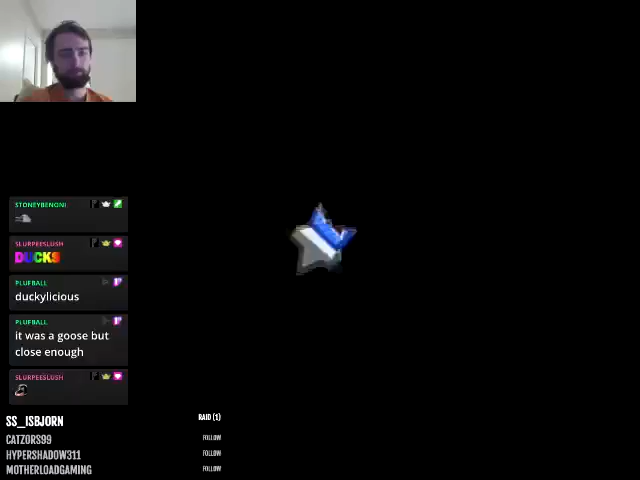 STONEYBENONI
SLURPEESLUSH
DUCKS
PLUFBALL
duckylicious
PLUFBALL
it was a goose but
close enough
SLURPEESLUSH
SS_ISBJORN RAID (1)
CATZORS99 FOLLOW
HYPERSHADOW311 FOLLOW
MOTHERLOADGAMING FOLLOW